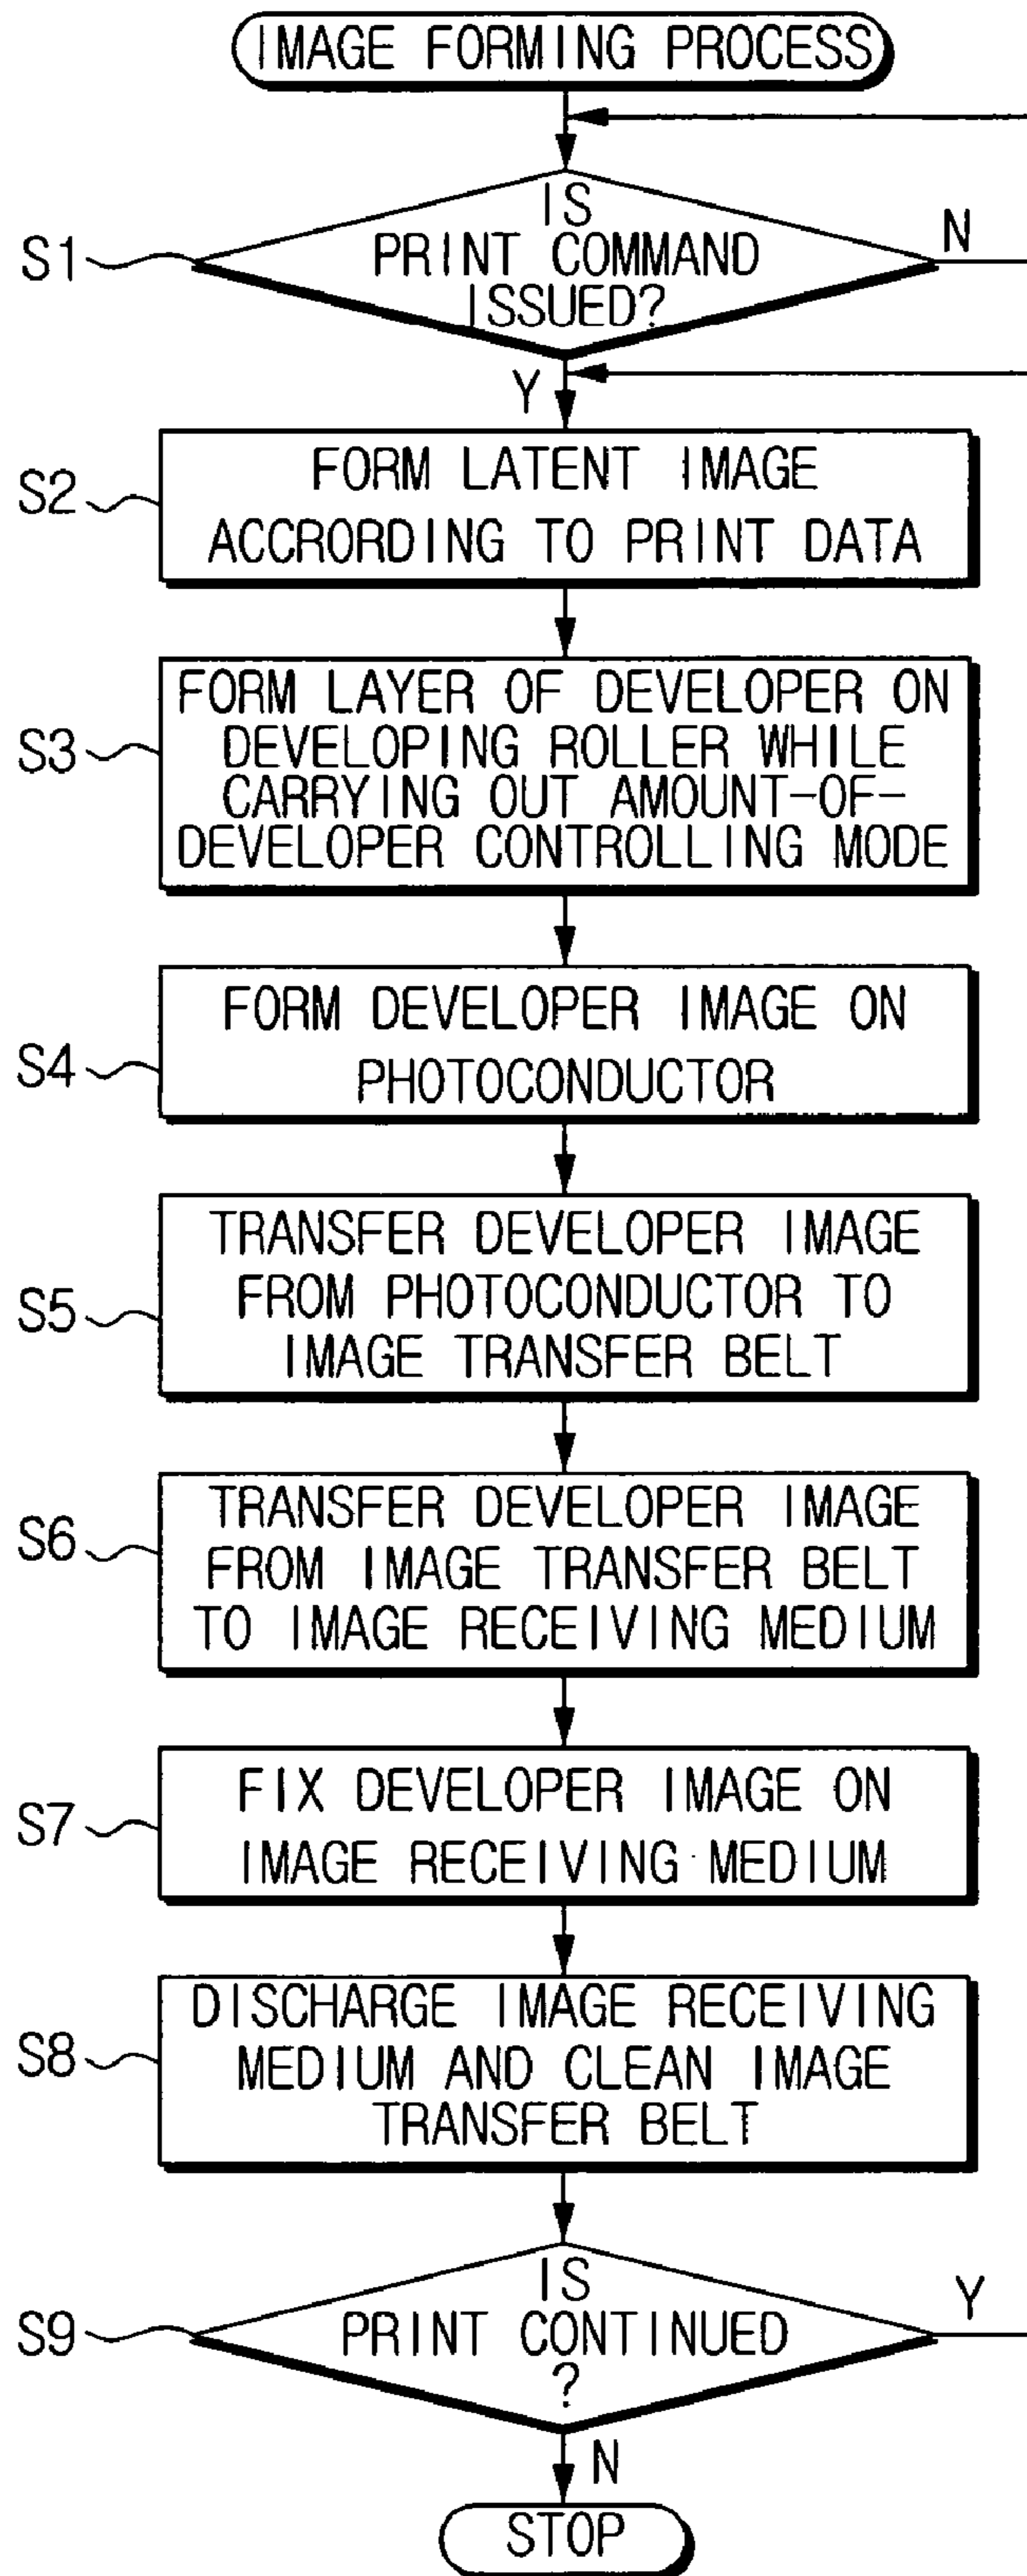 IMAGE FORMING PROCESS
S1
IS
PRINT COMMAND
ISSUED?
N
Y
S2
FORM LATENT IMAGE
ACCRORDING TO PRINT DATA
S3
FORM LAYER OF DEVELOPER ON
DEVELOPING ROLLER WHILE
CARRYING OUT AMOUNT-OF-
DEVELOPER CONTROLLING MODE
S4
FORM DEVELOPER IMAGE ON
PHOTOCONDUCTOR
S5
TRANSFER DEVELOPER IMAGE
FROM PHOTOCONDUCTOR TO
IMAGE TRANSFER BELT
S6
TRANSFER DEVELOPER IMAGE
FROM IMAGE TRANSFER BELT
TO IMAGE RECEIVING MEDIUM
S7
FIX DEVELOPER IMAGE ON
IMAGE RECEIVING MEDIUM
S8
DISCHARGE IMAGE RECEIVING
MEDIUM AND CLEAN IMAGE
TRANSFER BELT
S9
IS
PRINT CONTINUED
?
Y
N
STOP